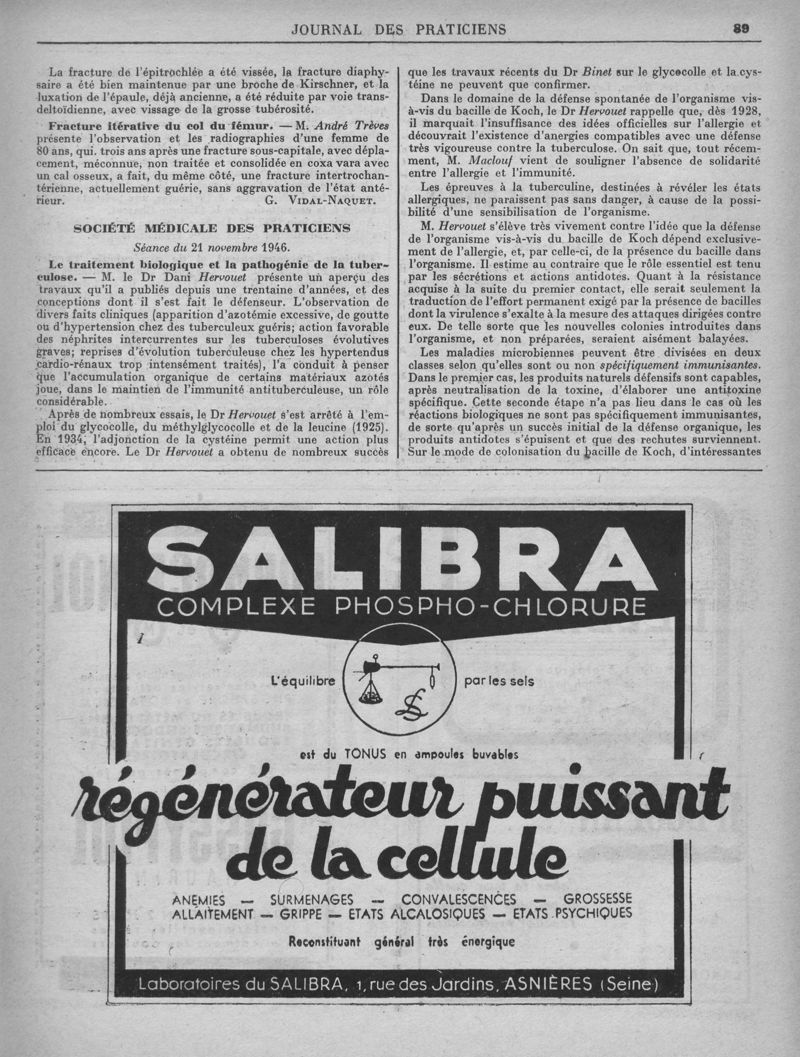 JOURNAL DES PRATICIENS 89
La fracture de l'épitrochlée a été vissée, la fracture diaphy-
saire a été bien maintenue par une broche de Kirschner, et la
luxation de l'épaule, déjà ancienne, a été réduite par voie trans-
deltoïdienne, avec vissage de la grosse tubérosité.
Fracture itérative du col du fémur. — M. André Trèves
présente l'observation et les radiographies d'une femme de
80 ans, qui. trois ans après une fracture sous-capitale, avec dépla-
cement, méconnue, non traitée et consolidée en coxa vara avec
un cal osseux, a fait, du même côté, une fracture intertrochan-
térienne, actuellement guérie, sans aggravation de l'état anté-
rieur. G. VIDAL-NAQUET.
SOCIÉTÉ MÉDICALE DES PRATICIENS
Séance du 21 novembre 1946.
Le traitement biologique et la pathogénie de la tuber-
culose. — M. le Dr Dani Hervouet présente un aperçu des
travaux qu'il a publiés depuis une trentaine d'années, et des
conceptions dont il s'est fait le défenseur. L'observation de
divers faits cliniques (apparition d'azotémie excessive, de goutte
ou d'hypertension chez des tuberculeux guéris; action favorable
des néphrites intercurrentes sur les tuberculoses évolutives
graves; reprises d'évolution tuberculeuse chez les hypertendus
cardio-rénaux trop intensément traités), l'a conduit à penser
que l'accumulation organique de certains matériaux azotés
joue, dans le maintien de l'immunité antituberculeuse, un rôle
considérable.
Après de nombreux essais, le Dr Hervouet s'est arrêté à l'em-
ploi du glycocolle, du méthylglycocolle et de la leucine (1925).
En 1934, l'adjonction de la cystéine permit une action plus
efficace encore. Le Dr Hervouet a obtenu de nombreux succès
que les travaux récents du Dr Binet sur le glycocolle et la cys-
téine ne peuvent que confirmer.
Dans le domaine de la défense spontanée de l'organisme vis-
à-vis du bacille de Koch, le Dr Hervouet rappelle que, dès 1928,
il marquait l'insuffisance des idées officielles sur l'allergie et
découvrait l'existence d'anergies compatibles avec une défense
très vigoureuse contre la tuberculose. On sait que, tout récem-
ment, M. Maclouf vient de souligner l'absence de solidarité
entre l'allergie et l'immunité.
Les épreuves à la tuberculine, destinées à révéler les états
allergiques, ne paraissent pas sans danger, à cause de la possi-
bilité d'une sensibilisation de l'organisme.
M. Hervouet s'élève très vivement contre l'idée que la défense
de l'organisme vis-à-vis du bacille de Koch dépend exclusive-
ment de l'allergie, et, par celle-ci, de la présence du bacille dans
l'organisme. Il estime au contraire que le rôle essentiel est tenu
par les sécrétions et actions antidotes. Quant à la résistance
acquise à la suite du premier contact, elle serait seulement la
traduction de l'effort permanent exigé par la présence de bacilles
dont la virulence s'exalte à la mesure des attaques dirigées contre
eux. De telle sorte que les nouvelles colonies introduites dans
l'organisme, et non préparées, seraient aisément balayées.
Les maladies microbiennes peuvent être divisées en deux
classes selon qu'elles sont ou non spécifiquement immunisantes.
Dans le premier cas, les produits naturels défensifs sont capables,
après neutralisation de la toxine, d'élaborer une antitoxine
spécifique. Cette seconde étape n'a pas lieu dans le cas où les
réactions biologiques ne sont pas spécifiquement immunisantes,
de sorte qu'après un succès initial de la défense organique, les
produits antidotes s'épuisent et que des rechutes surviennent.
Sur le mode de colonisation du bacille de Koch, d'intéressantes
SALIBRA
COMPLEXE PHOSPHO-CHLORURE
L'équilibre par les sels
est du TONUS en ampoules buvables
régénérateur puissant
de la cellule
ANEMIES — SURMENAGES — CONVALESCENCES — GROSSESSE
ALLAITEMENT — GRIPPE — ETATS ALCALOSIQUES — ETATS PSYCHIQUES
Reconstituant général très énergique
Laboratoires du SALIBRA, 1, rue des Jardins, ASNIÈRES (Seine)